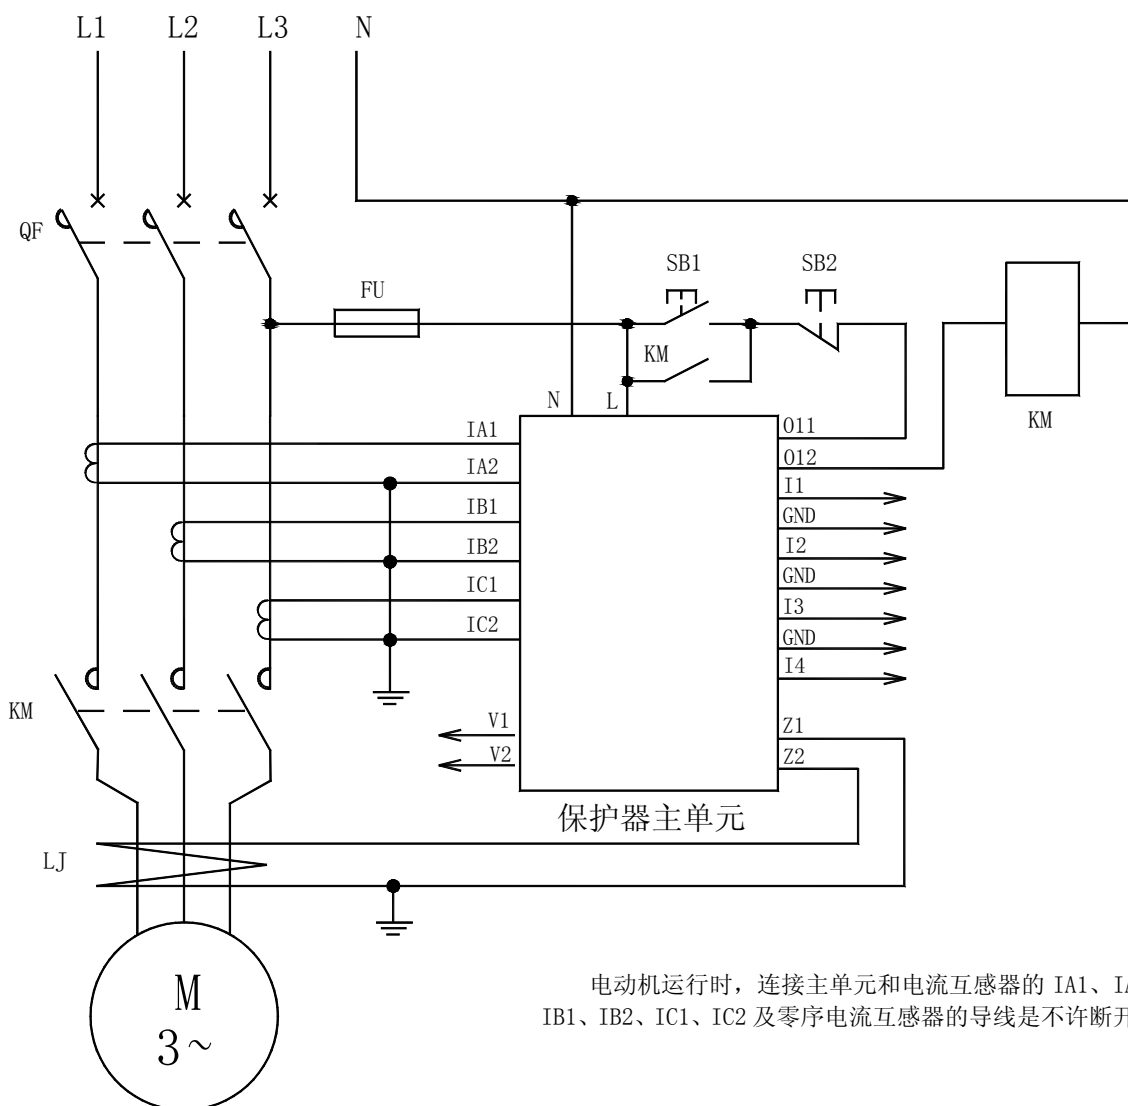 L1 L2 L3 N
QF
SB1 SB2
FU
KM
N L
KM
IA1
IA2
IB1
IB2
IC1
IC2
O11
O12
I1
GND
I2
GND
I3
GND
I4
KM
V1
V2
Z1
Z2
保护器主单元
LJ
M
3~
电动机运行时，连接主单元和电流互感器的 IA1、IA
IB1、IB2、IC1、IC2 及零序电流互感器的导线是不许断开